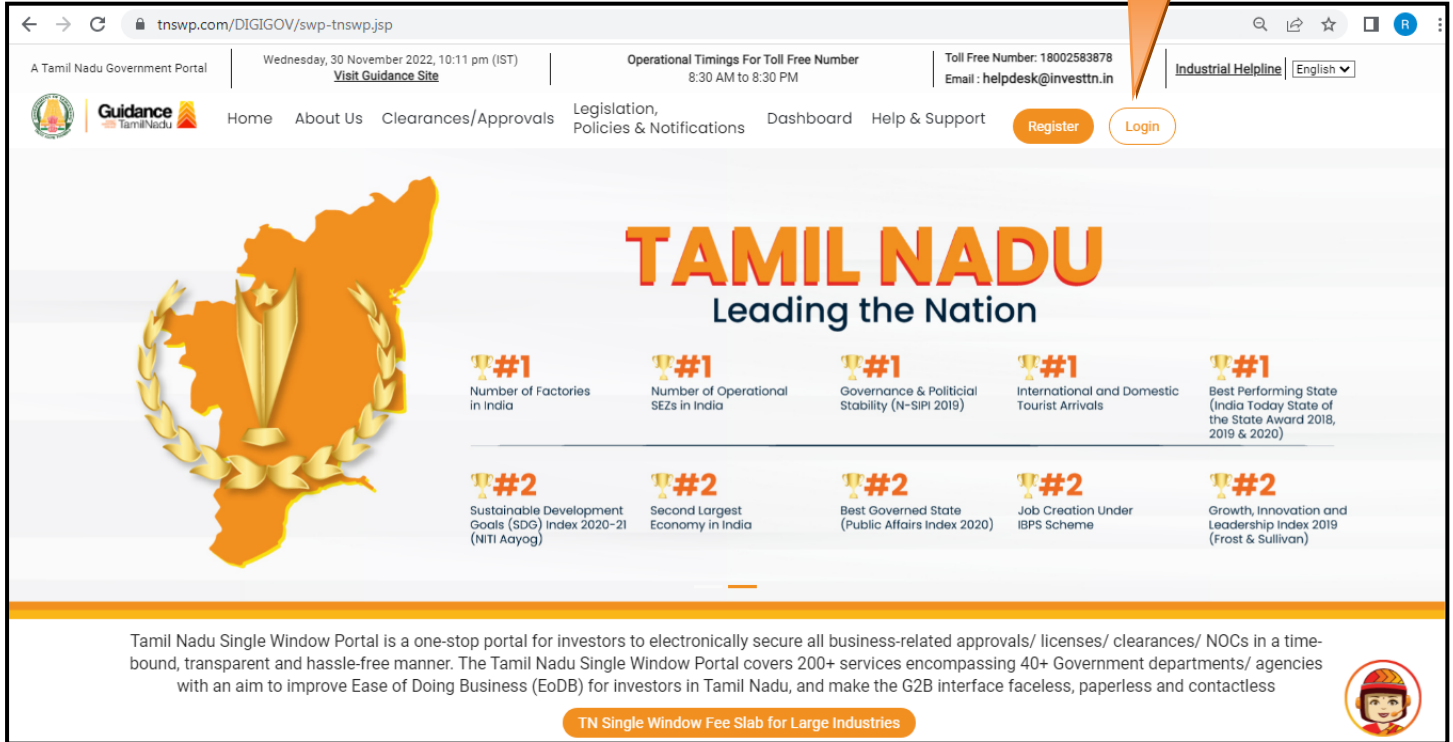 tnswp.com/DIGIGOV/swp-tnswp.jsp
R
A Tamil Nadu Government Portal
Wednesday, 30 November 2022, 10:11 pm (IST)
Visit Guidance Site
Operational Timings For Toll Free Number
8:30 AM to 8:30 PM
Toll Free Number: 18002583878
Email : helpdesk@investtn.in
Industrial Helpline
English
Guidance
TamilNadu
Home
About Us
Clearances/Approvals
Legislation,
Policies & Notifications
Dashboard
Help & Support
Register
Login
TAMIL NADU
Leading the Nation
#1
Number of Factories
in India
#1
Number of Operational
SEZs in India
#1
Governance & Politicial
Stability (N-SIPI 2019)
#1
International and Domestic
Tourist Arrivals
#1
Best Performing State
(India Today State of
the State Award 2018,
2019 & 2020)
#2
Sustainable Development
Goals (SDG) Index 2020-21
(NITI Aayog)
#2
Second Largest
Economy in India
#2
Best Governed State
(Public Affairs Index 2020)
#2
Job Creation Under
IBPS Scheme
#2
Growth, Innovation and
Leadership Index 2019
(Frost & Sullivan)
Tamil Nadu Single Window Portal is a one-stop portal for investors to electronically secure all business-related approvals/ licenses/ clearances/ NOCs in a time-
bound, transparent and hassle-free manner. The Tamil Nadu Single Window Portal covers 200+ services encompassing 40+ Government departments/ agencies
with an aim to improve Ease of Doing Business (EoDB) for investors in Tamil Nadu, and make the G2B interface faceless, paperless and contactless
TN Single Window Fee Slab for Large Industries